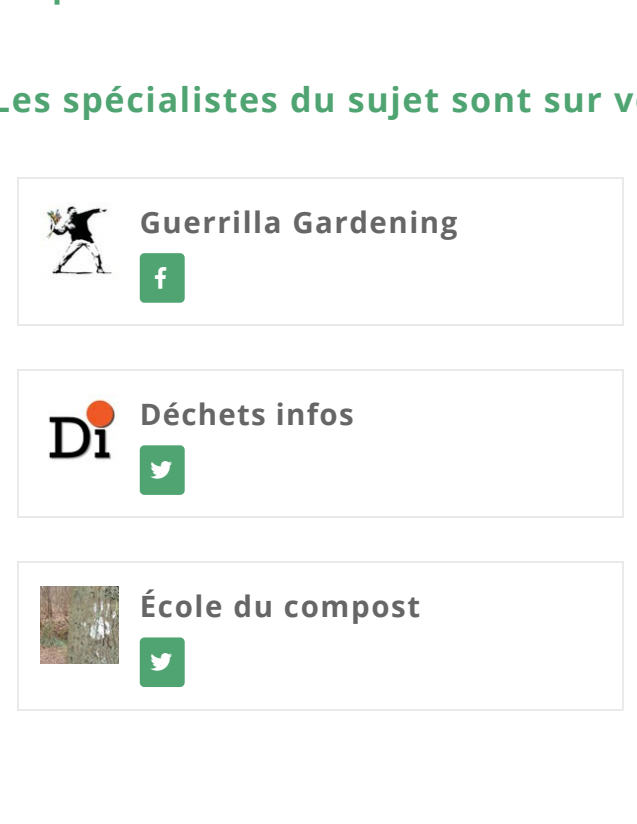 Les spécialistes du sujet sont sur
Guerrilla Gardening
Di
Déchets infos
École du compost